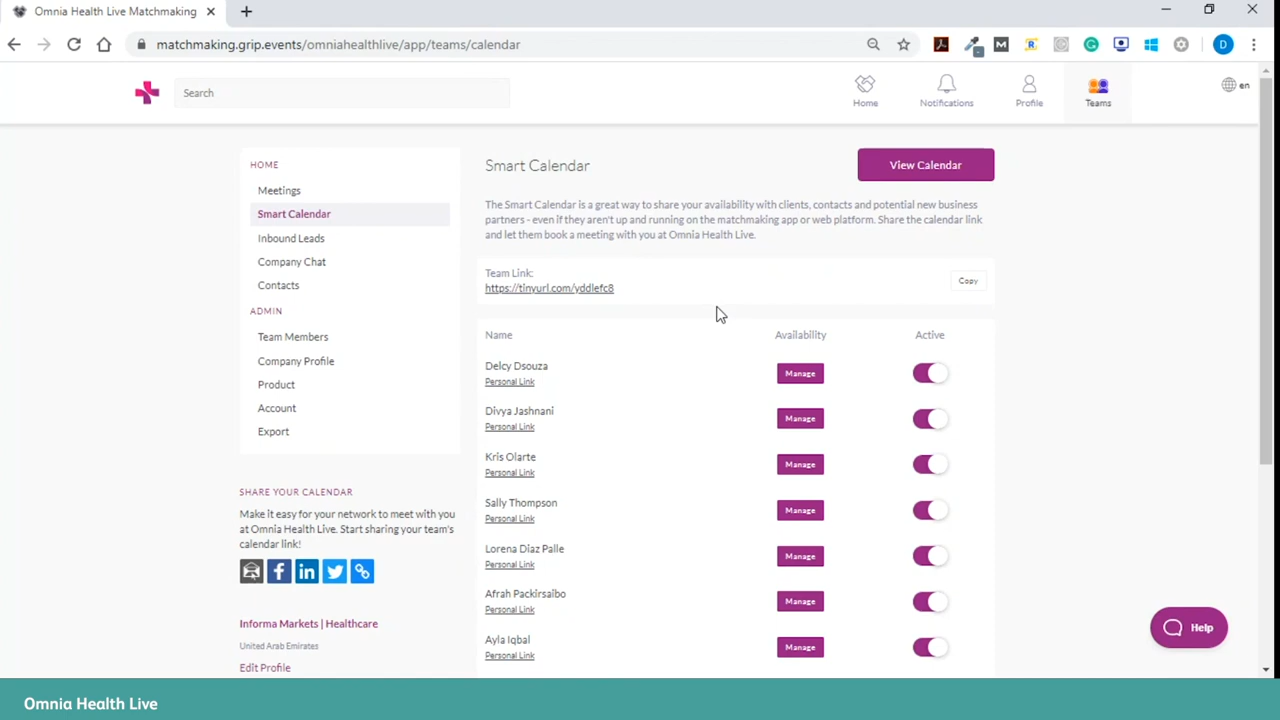 Omnia Health Live Matchmaking
matchmaking.grip.events/omniahealthlive/app/teams/calendar
D
Search
Home
Notifications
Profile
Teams
en
HOME
Meetings
Smart Calendar
Inbound Leads
Company Chat
Contacts
ADMIN
Team Members
Company Profile
Product
Account
Export
SHARE YOUR CALENDAR
Make it easy for your network to meet with you
at Omnia Health Live. Start sharing your team's
calendar link!
Informa Markets | Healthcare
United Arab Emirates
Edit Profile
Smart Calendar
View Calendar
The Smart Calendar is a great way to share your availability with clients, contacts and potential new business
partners - even if they aren't up and running on the matchmaking app or web platform. Share the calendar link
and let them book a meeting with you at Omnia Health Live.
Team Link:
https://tinyurl.com/yddlefc8
Copy
Name Availability Active
Delcy Dsouza
Personal Link
Manage
Divya Jashnani
Personal Link
Manage
Kris Olarte
Personal Link
Manage
Sally Thompson
Personal Link
Manage
Lorena Diaz Palle
Personal Link
Manage
Afrah Packirsaibo
Personal Link
Manage
Ayla Iqbal
Personal Link
Manage
Help
Omnia Health Live